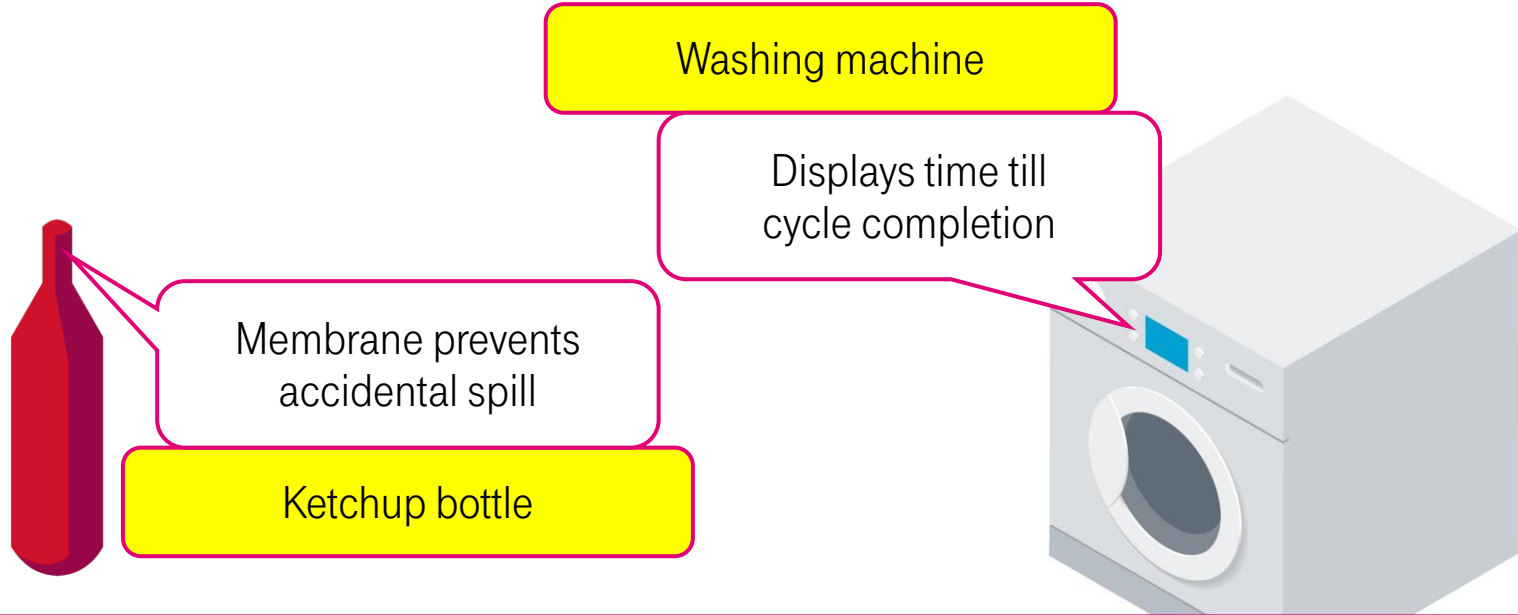 Washing machine
Displays time till
cycle completion
Membrane prevents
accidental spill
Ketchup bottle